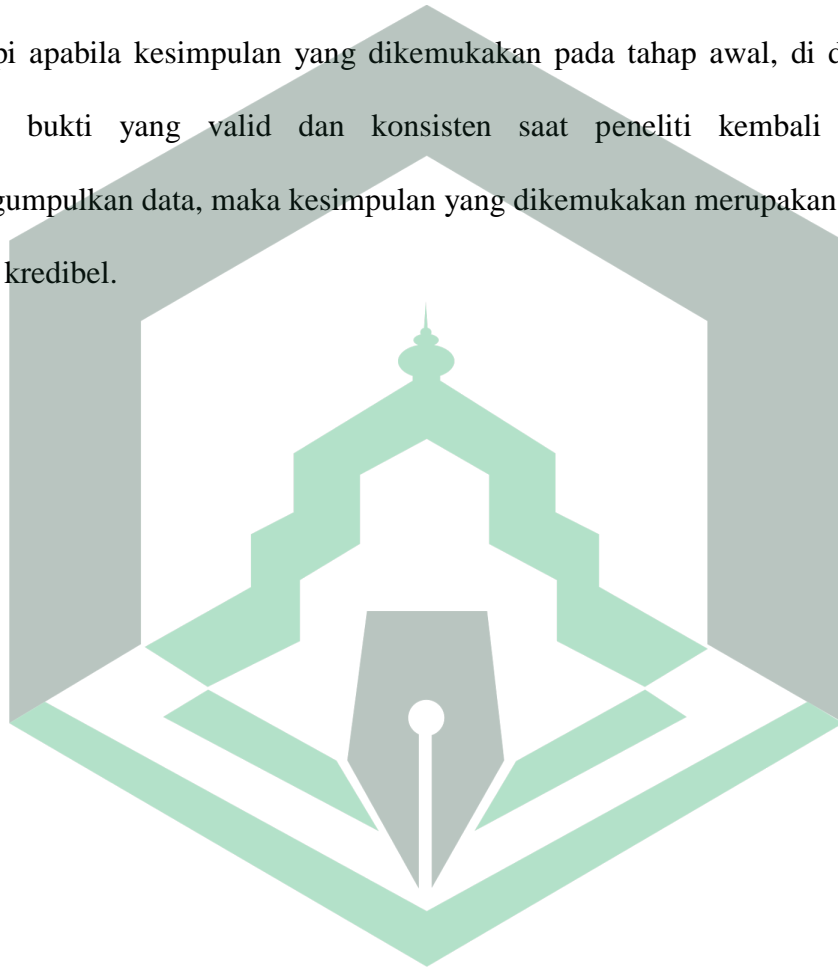 pi apabila kesimpulan yang dikemukakan pada tahap awal, di d
bukti yang valid dan konsisten saat peneliti kembali
gumpulkan data, maka kesimpulan yang dikemukakan merupakan
kredibel.